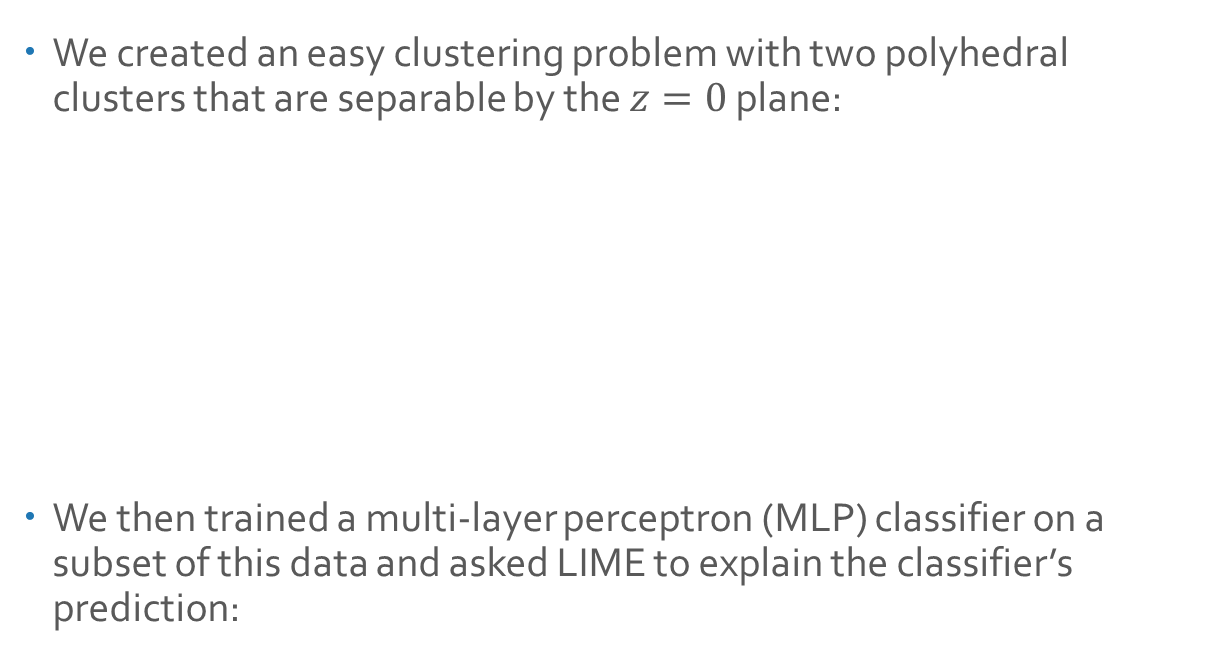 • We created an easy clustering problem with two polyhedral
clusters that are separable by the z = 0 plane:
• We then trained a multi-layer perceptron (MLP) classifier on a
subset of this data and asked LIME to explain the classifier’s
prediction: